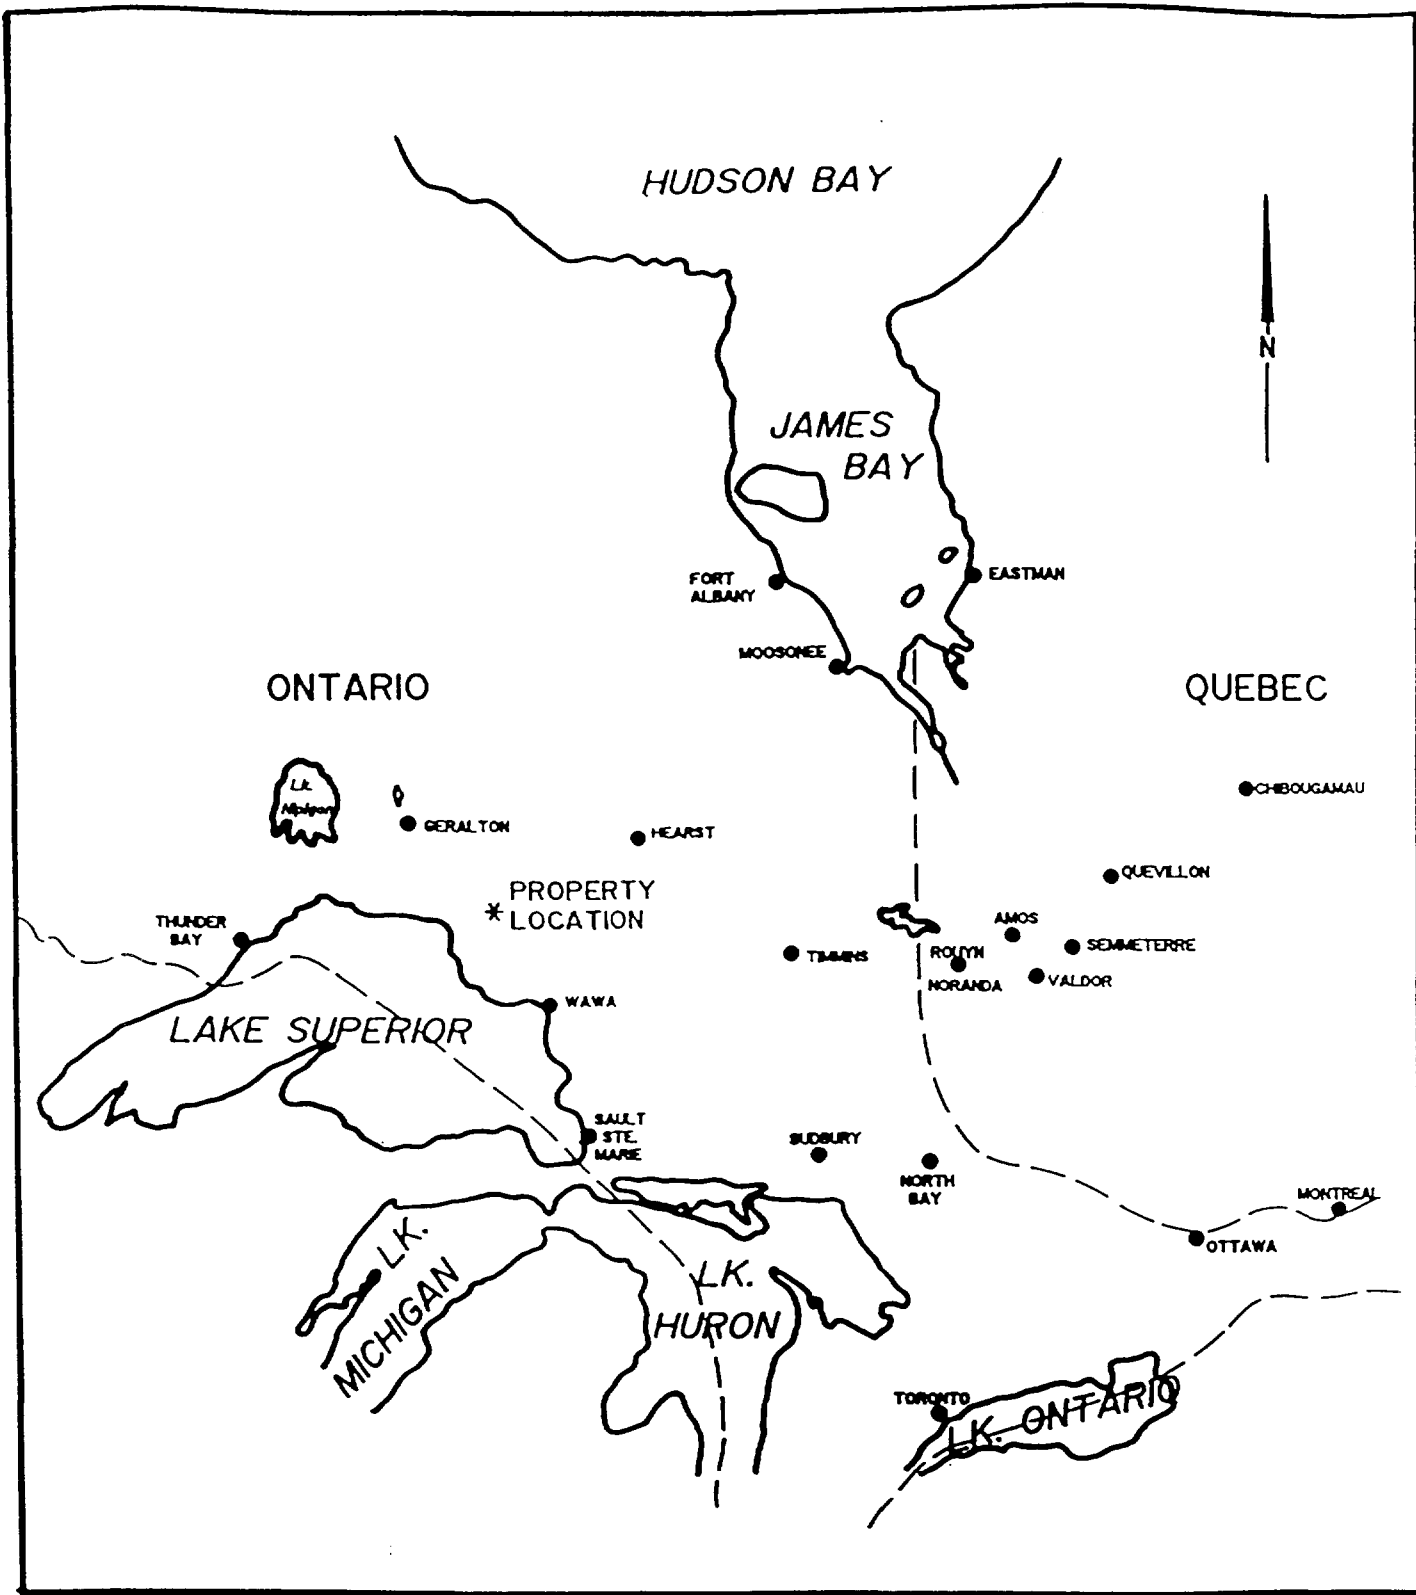 HUDSON BAY
N
JAMES
BAY
FORT
ALBANY
EASTMAN
MOOSONEE
ONTARIO
QUEBEC
Lk.
Nipigon
CHIBOUGAMAU
GERALTON
HEARST
QUEVILLON
PROPERTY
LOCATION
THUNDER
BAY
AMOS
SEMMETERRE
TIMMINS
ROUYN
NORANDA
VALDOR
WAWA
LAKE SUPERIOR
SAULT
STE.
MARIE
SUDBURY
NORTH
BAY
MONTREAL
OTTAWA
LK.
MICHIGAN
LK.
HURON
TORONTO
LK. ONTARIO